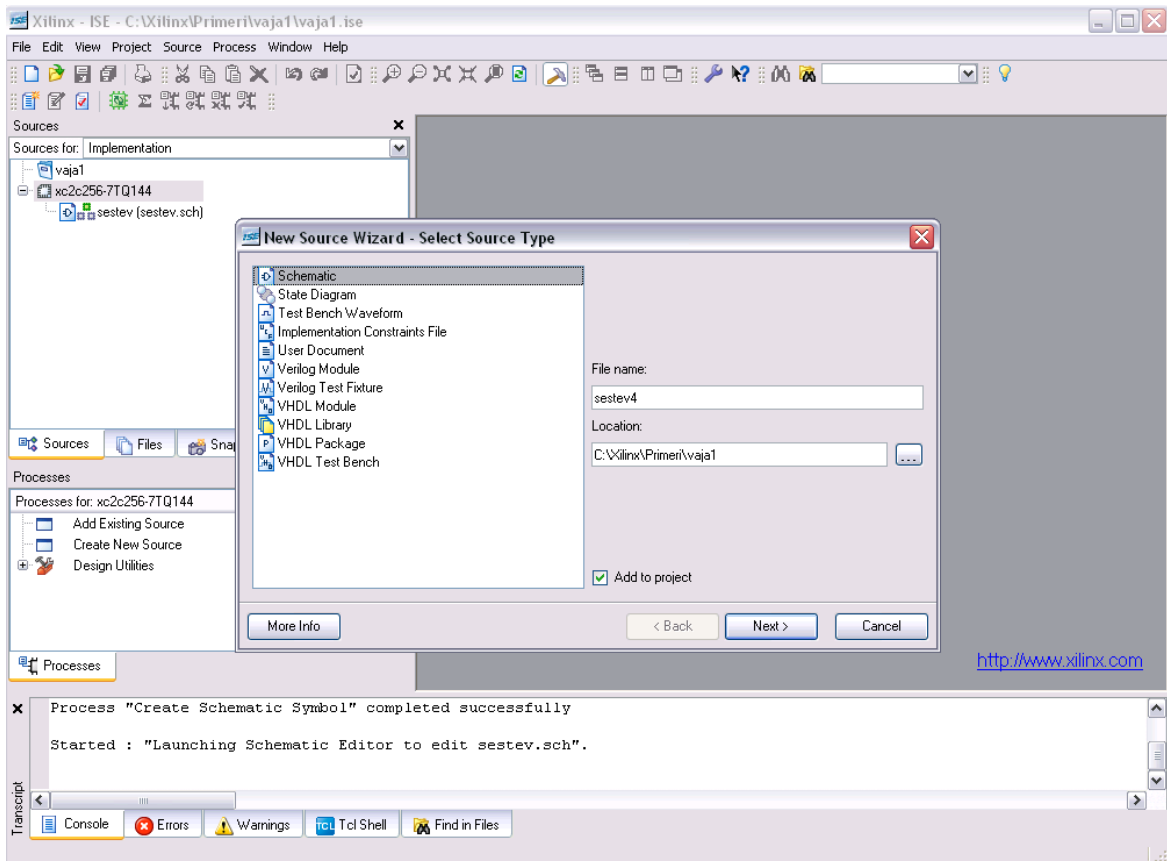 Xilinx - ISE - C:\Xilinx\Primeri\vaja1\vaja1.ise
File Edit View Project Source Process Window Help
Sources
Sources for: Implementation
vaja1
xc2c256-7TQ144
sestev (sestev.sch)
Sources Files Snap
Processes
Processes for: xc2c256-7TQ144
Add Existing Source
Create New Source
Design Utilities
Processes
New Source Wizard - Select Source Type
Schematic
State Diagram
Test Bench Waveform
Implementation Constraints File
User Document
Verilog Module
Verilog Test Fixture
VHDL Module
VHDL Library
VHDL Package
VHDL Test Bench
File name:
sestev4
Location:
C:\Xilinx\Primeri\vaja1
...
Add to project
More Info < Back Next > Cancel
http://www.xilinx.com
Process "Create Schematic Symbol" completed successfully
Started : "Launching Schematic Editor to edit sestev.sch".
Transcript
Console Errors Warnings Tcl Shell Find in Files